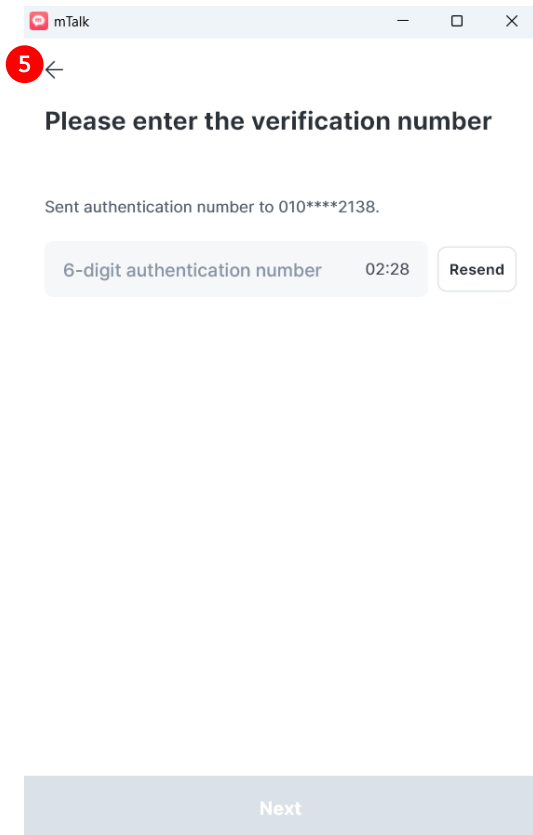 mTalk
5
Please enter the verification number
Sent authentication number to 010****2138.
6-digit authentication number 02:28 Resend
Next